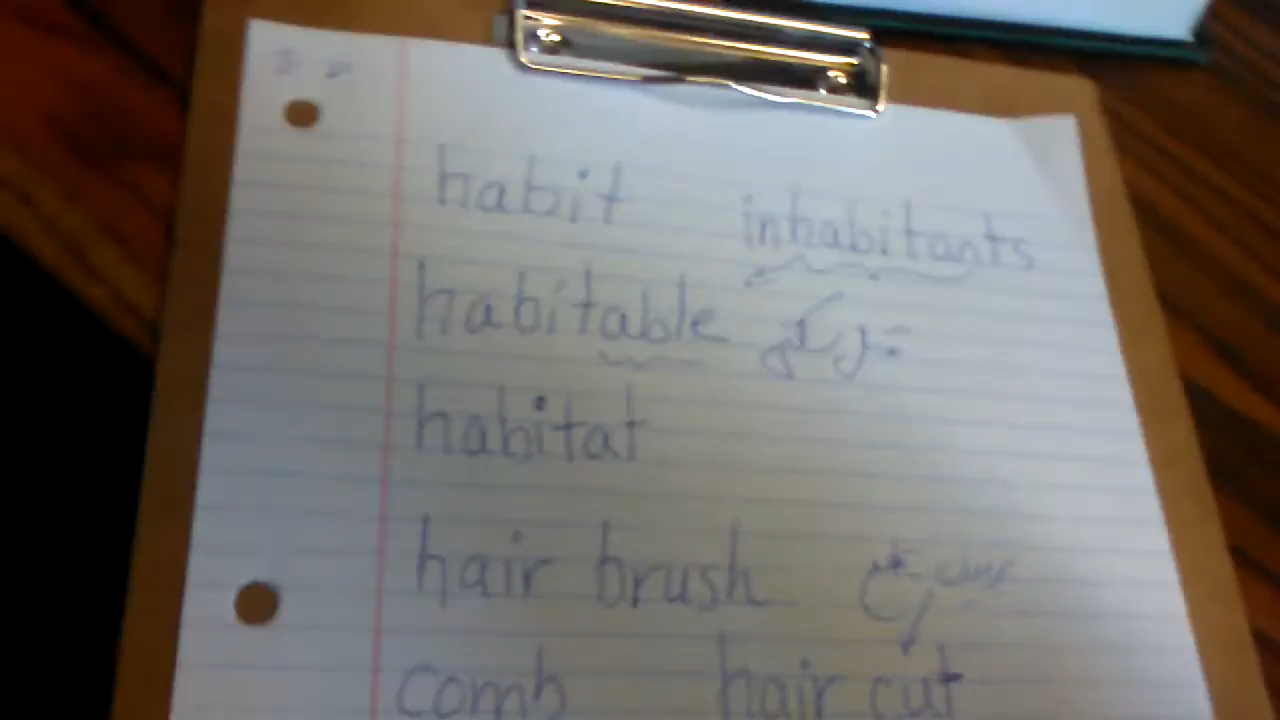 habit inhabitants
habitable
habitat
hair brush
comb hair cut